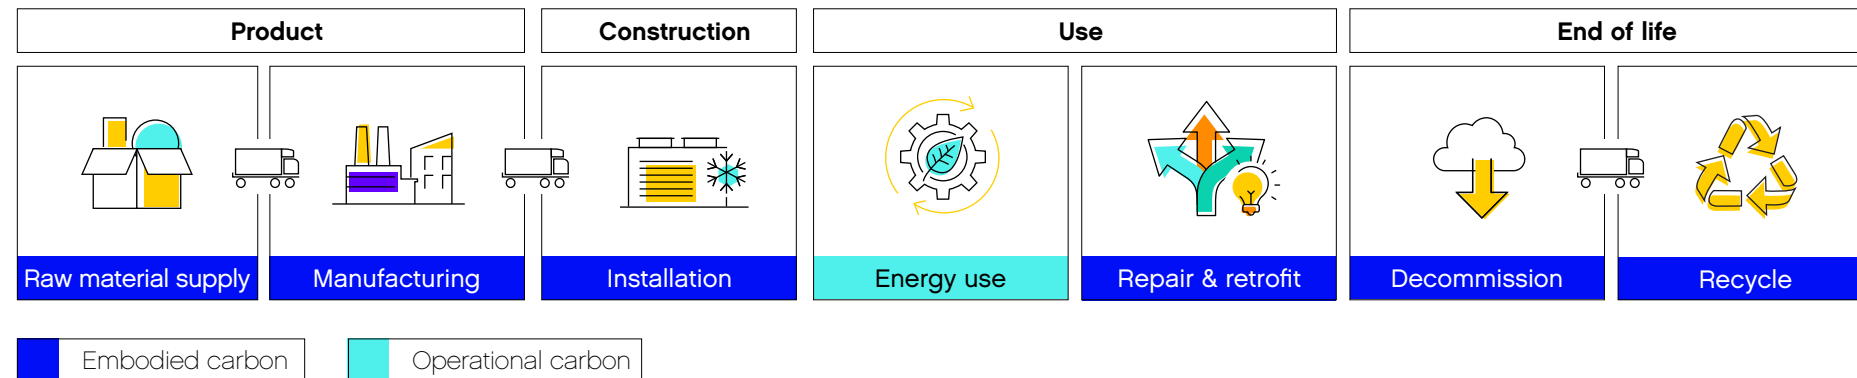 Product
Construction
Use
End of life
Raw material supply
Manufacturing
Installation
Energy use
Repair & retrofit
Decommission
Recycle
Embodied carbon
Operational carbon